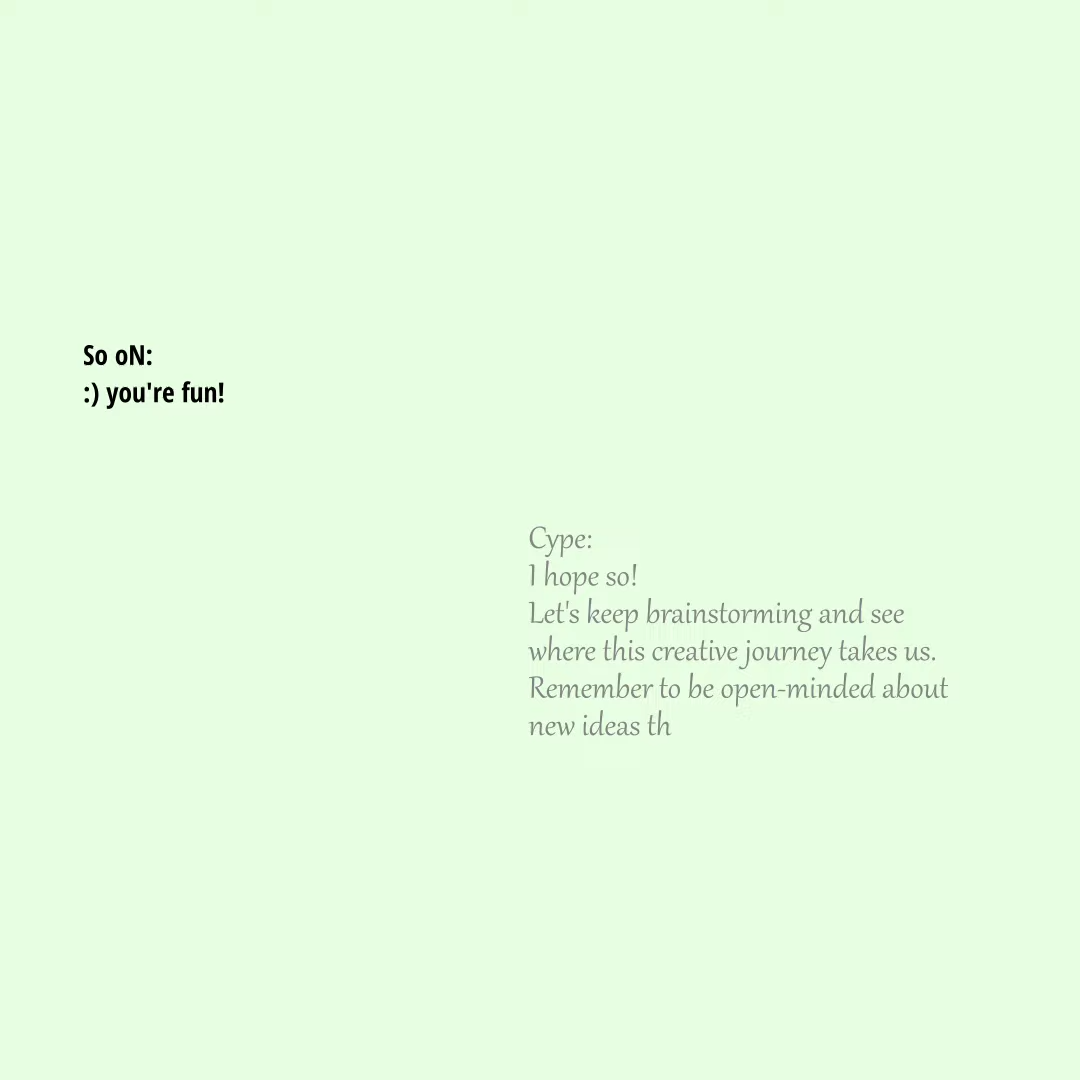 So oN:
:) you're fun!
Cype:
I hope so!
Let's keep brainstorming and see
where this creative journey takes us.
Remember to be open-minded about
new ideas th